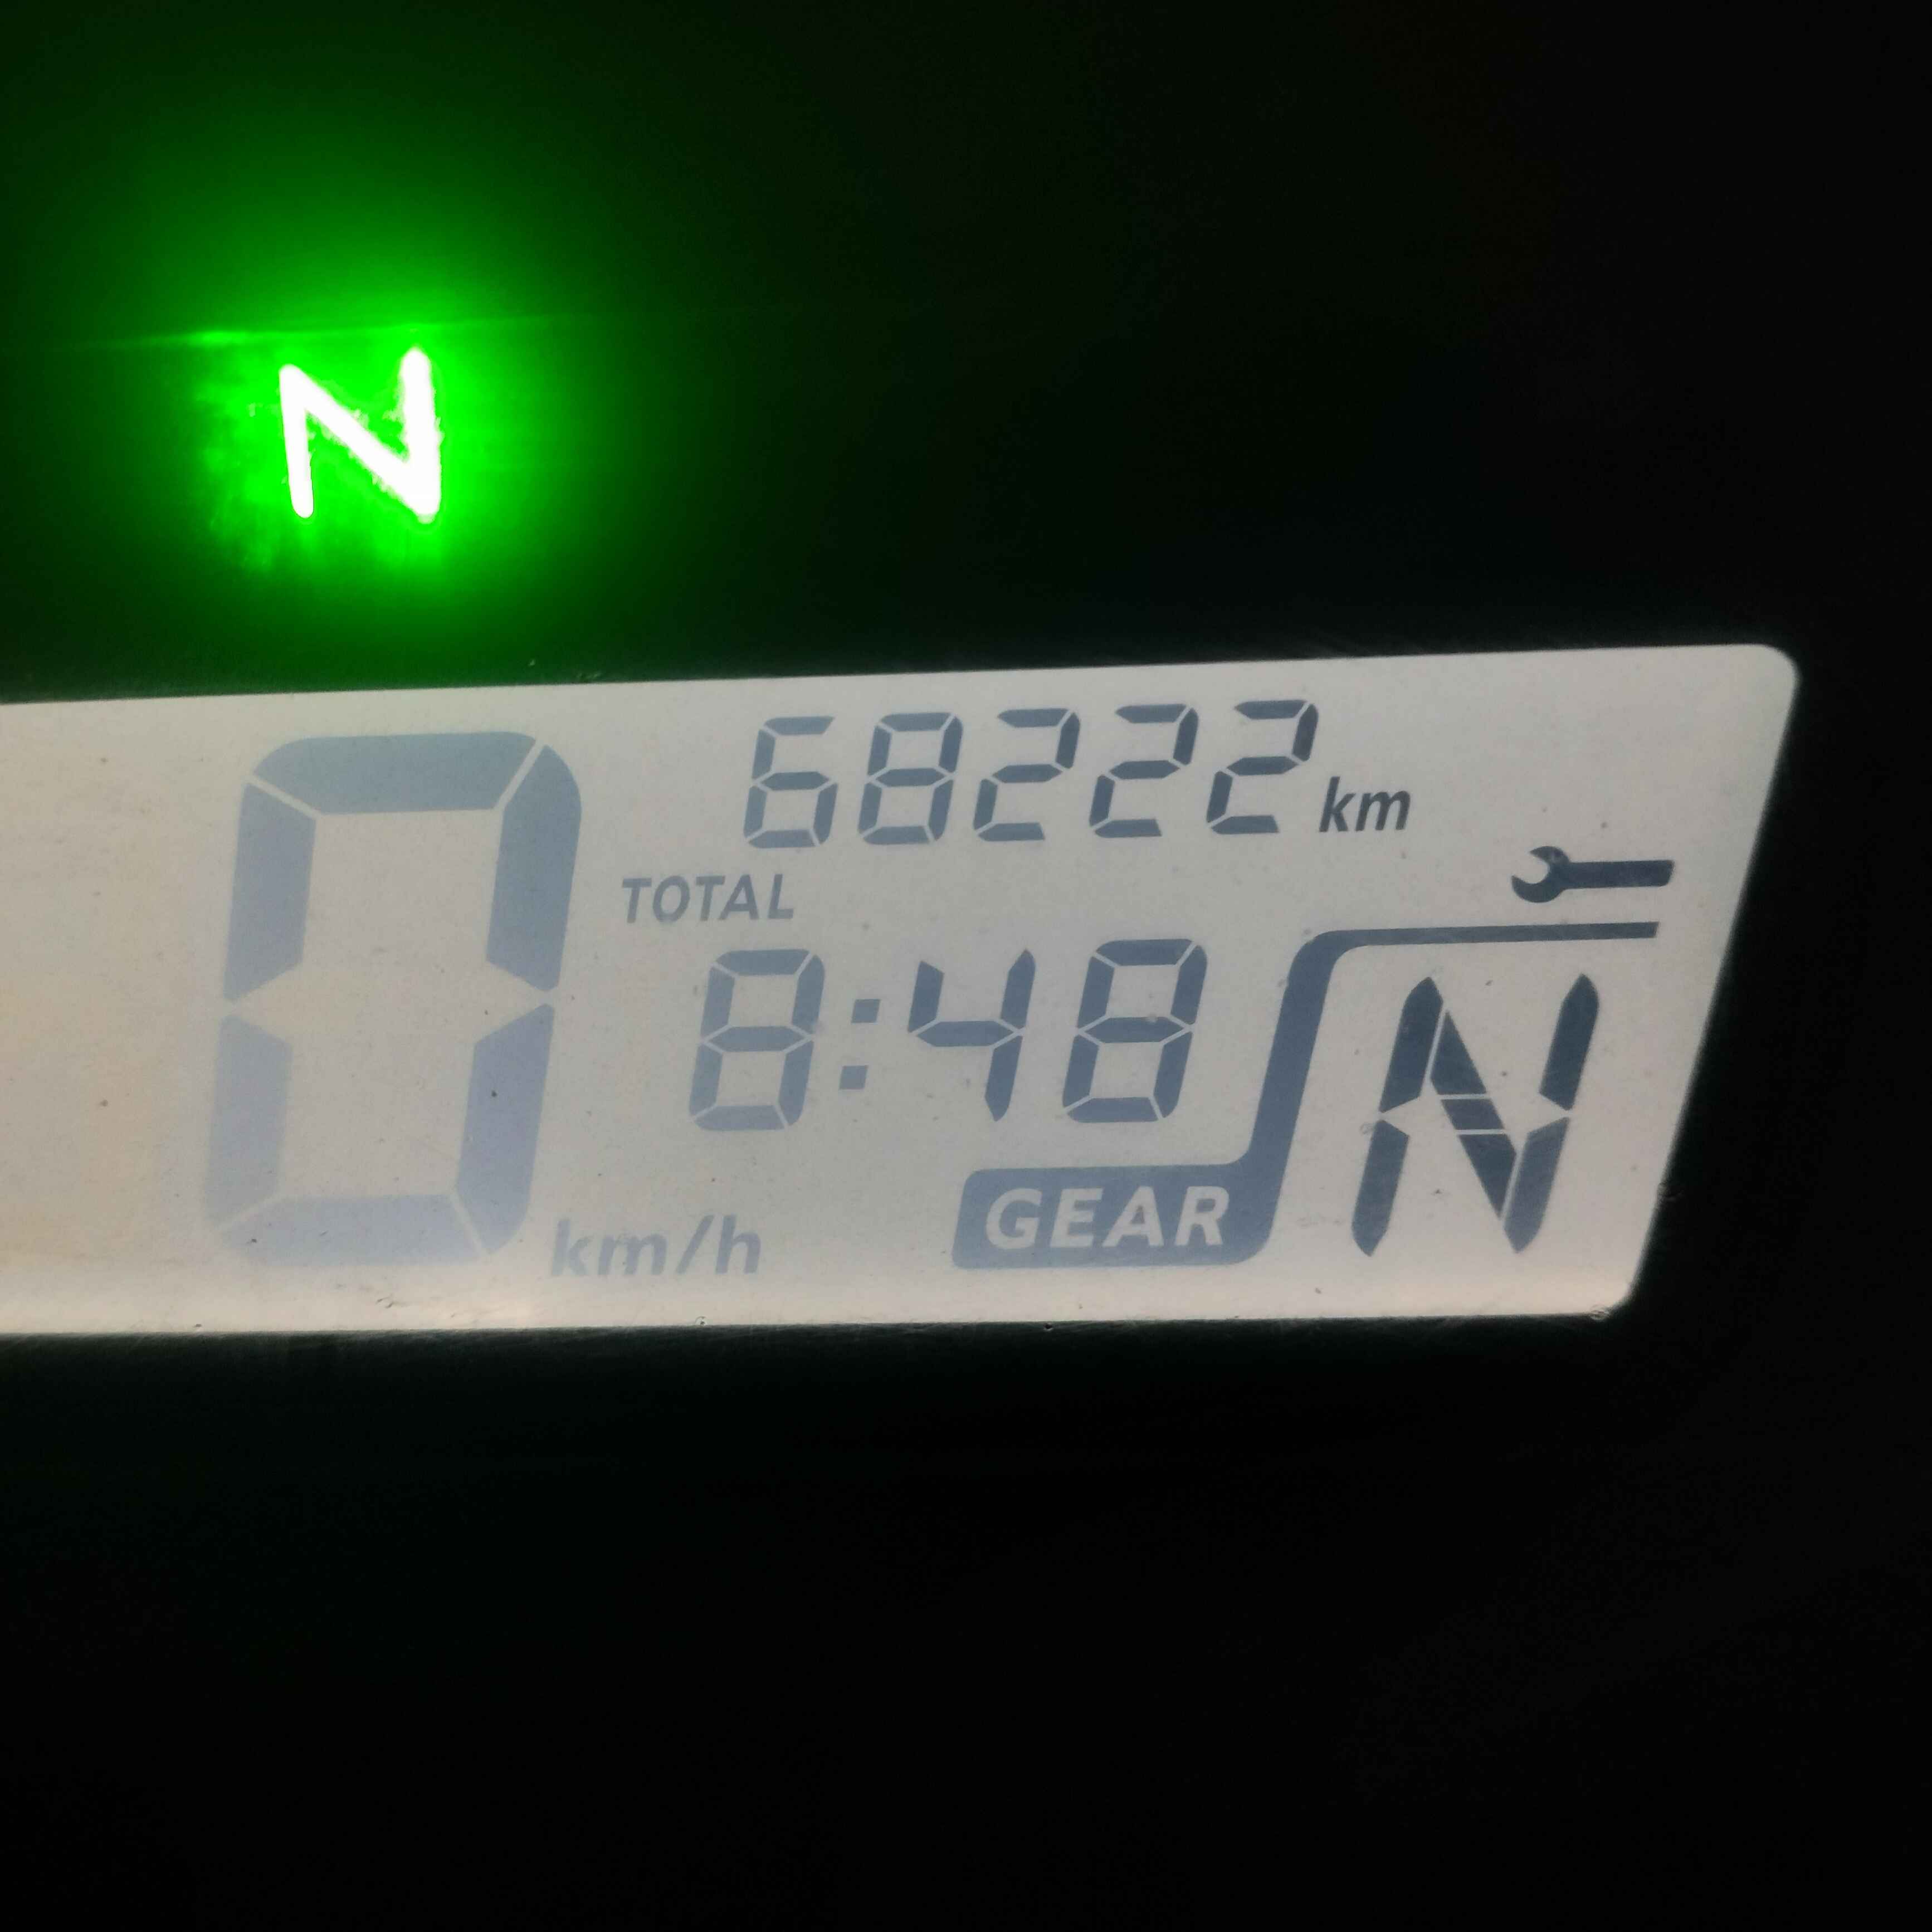 N
68222 km
TOTAL
0 km/h
8:48
GEAR N